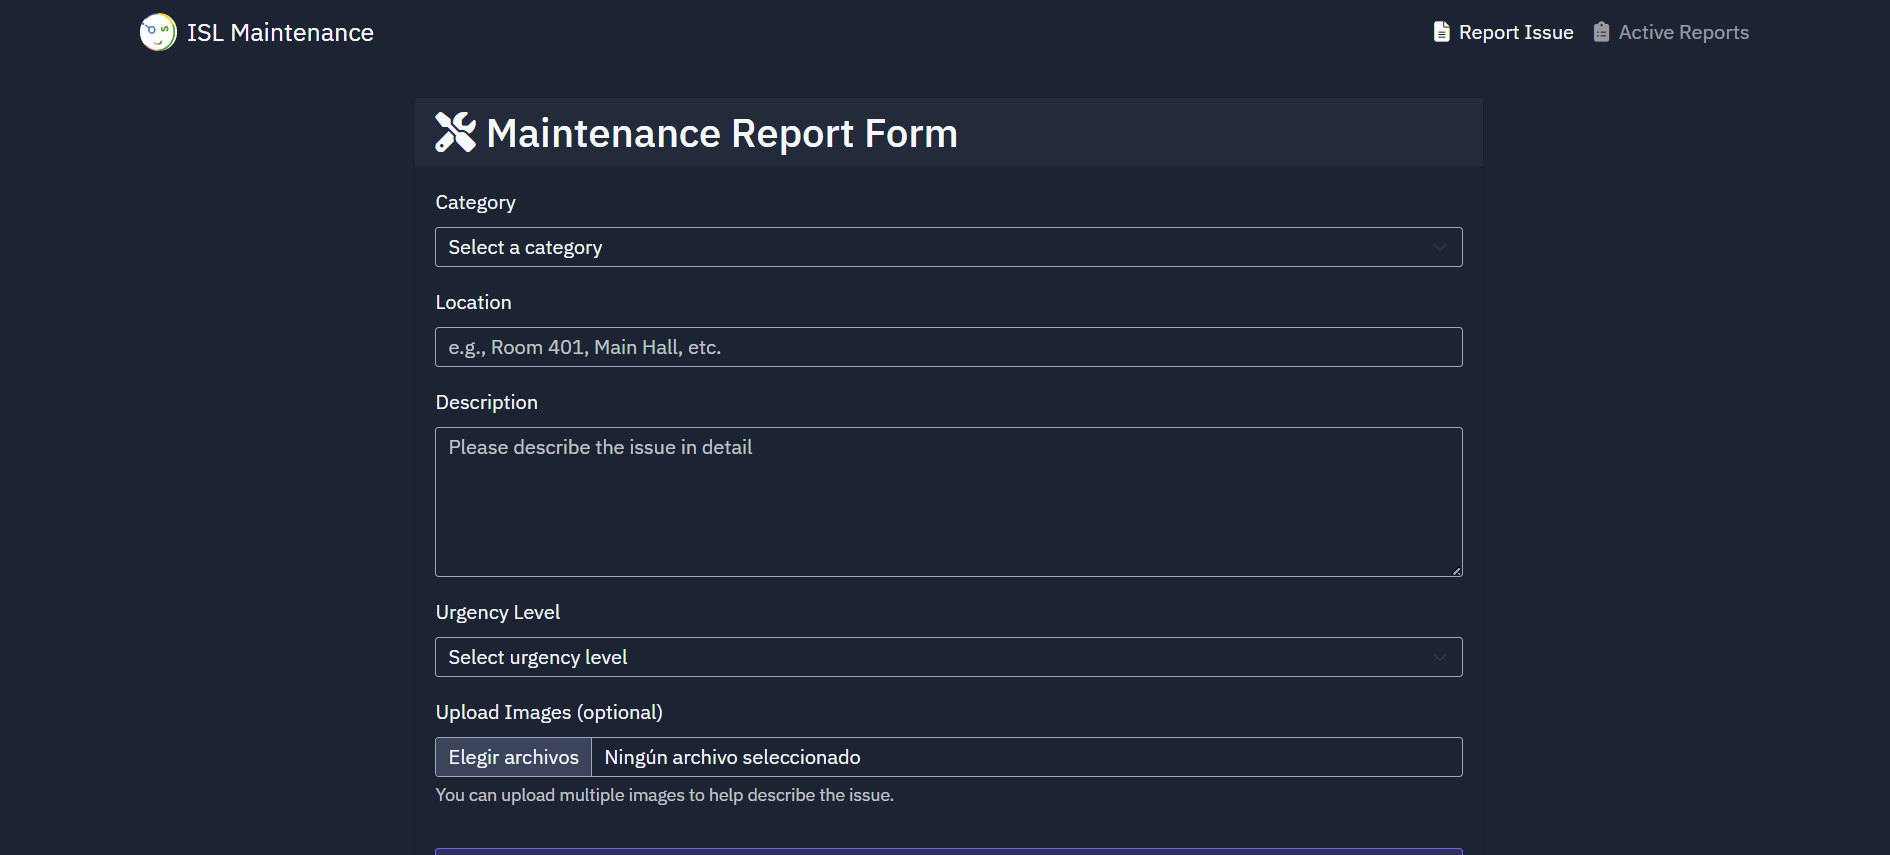 ISL Maintenance
Report Issue
Active Reports
Maintenance Report Form
Category
Select a category
Location
e.g., Room 401, Main Hall, etc.
Description
Please describe the issue in detail
Urgency Level
Select urgency level
Upload Images (optional)
Elegir archivos Ningún archivo seleccionado
You can upload multiple images to help describe the issue.